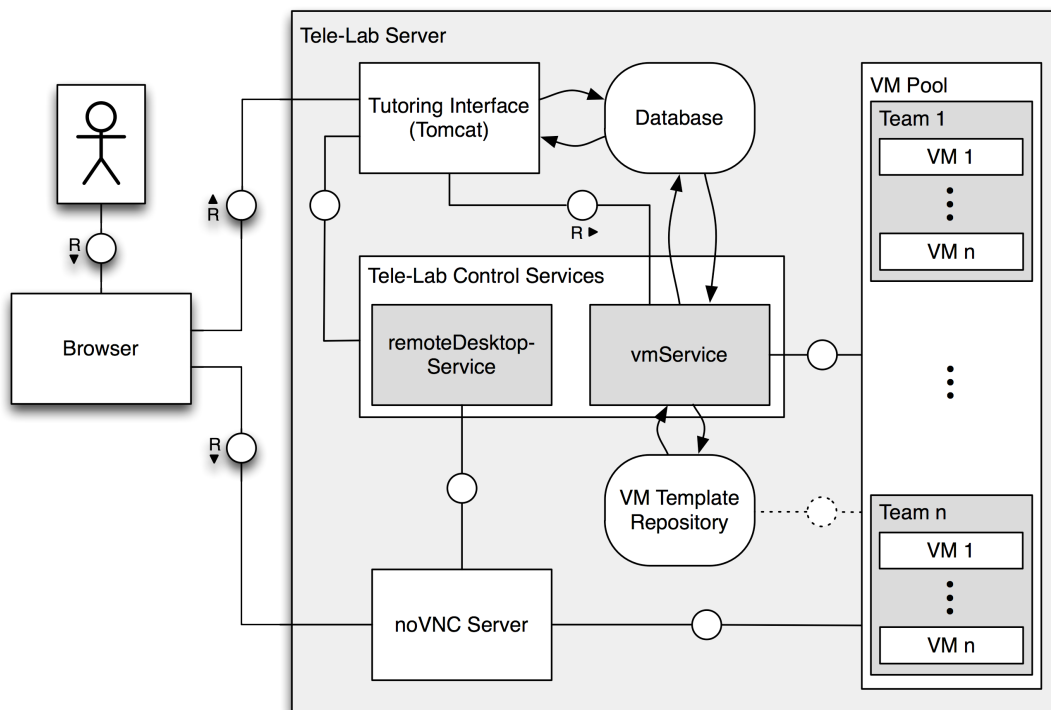 Tele-Lab Server
Tutoring Interface
(Tomcat)
Database
VM Pool
Team 1
VM 1
VM n
R
R
R
Tele-Lab Control Services
remoteDesktop-
Service
vmService
Browser
R
VM Template
Repository
Team n
VM 1
VM n
noVNC Server